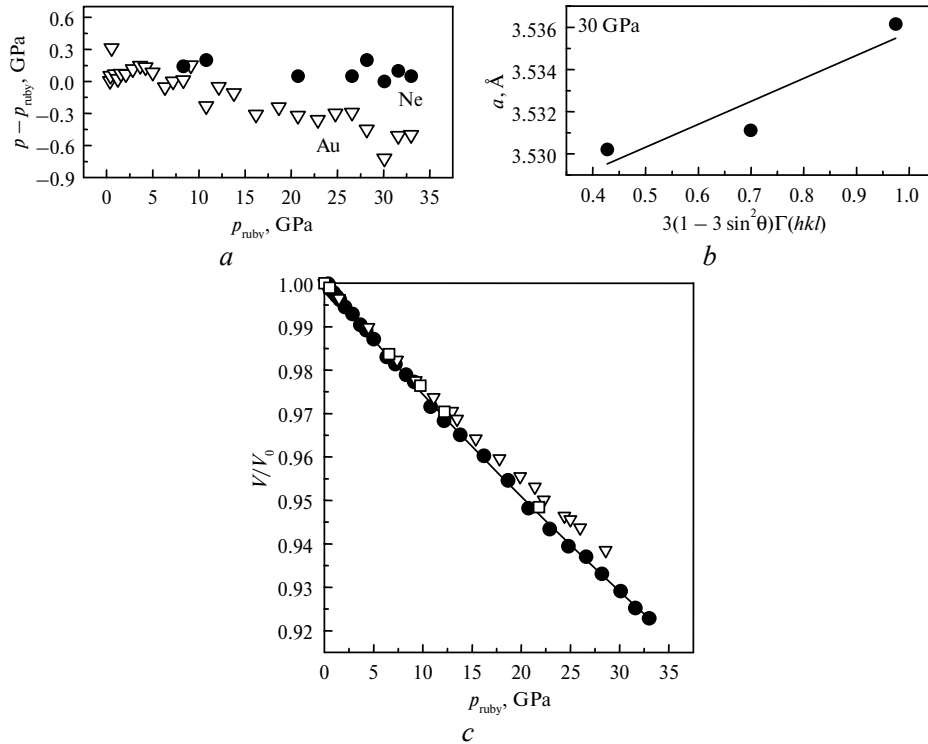 0.6
0.3
0.0
−0.3
−0.6
−0.9
p − p_ruby, GPa
Ne
Au
0 5 10 15 20 25 30 35
p_ruby, GPa
a
30 GPa
3.536
3.534
3.532
3.530
a, Å
0.4 0.5 0.6 0.7 0.8 0.9 1.0
3(1 − 3 sin²θ)Γ(hkl)
b
1.00
0.99
0.98
0.97
0.96
0.95
0.94
0.93
0.92
V/V₀
0 5 10 15 20 25 30 35
p_ruby, GPa
c